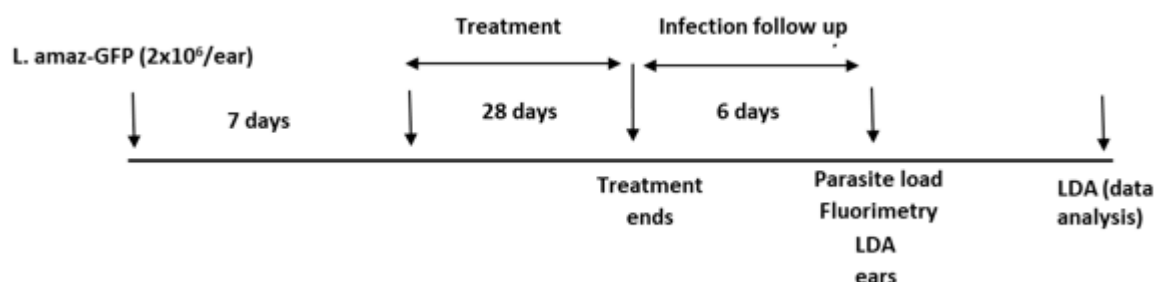 Treatment
Infection follow up
L. amaz-GFP (2x10⁶/ear)
7 days
28 days
6 days
Treatment
ends
Parasite load
Fluorimetry
LDA
ears
LDA (data
analysis)